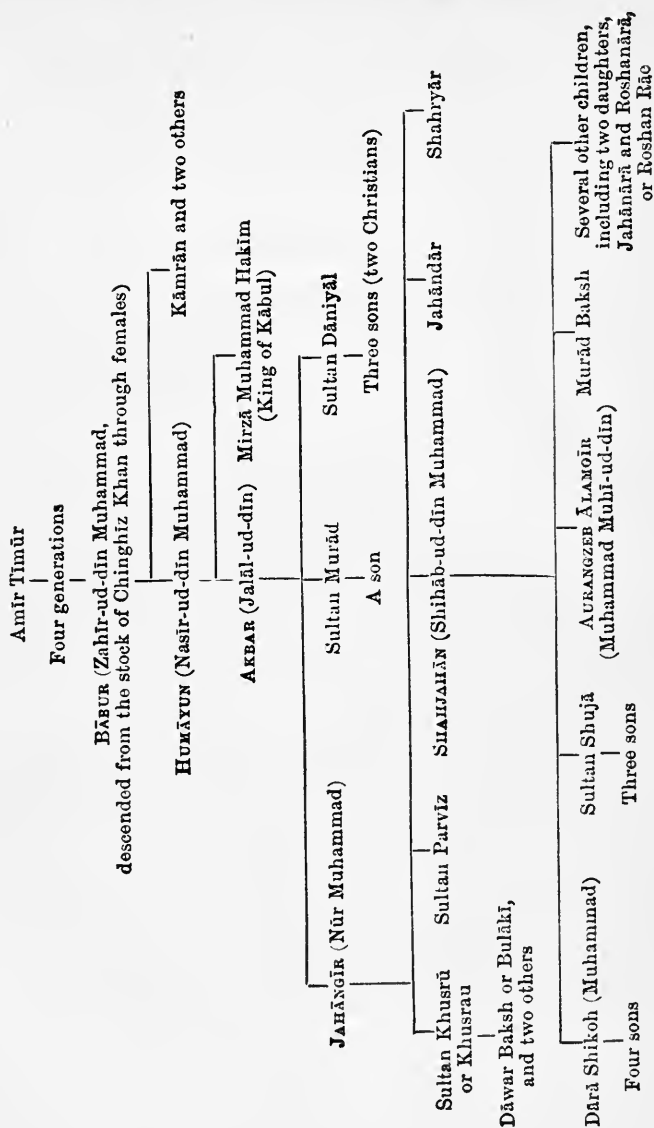 Amīr Tīmūr
Four generations
BĀBUR (Zahīr-ud-dīn Muhammad,
descended from the stock of Chinghīz Khan through females)
HUMĀYUN (Nasīr-ud-dīn Muhammad)
Kāmrān and two others
AKBAR (Jalāl-ud-dīn)
Mirzā Muhammad Hakīm
(King of Kābul)
JAHĀNGĪR (Nūr Muhammad)
Sultan Murād
Sultan Dāniyāl
A son
Three sons (two Christians)
Sultan Khusrū
or Khusrau
Sultan Parvīz
SHAHJAHĀN (Shihāb-ud-dīn Muhammad)
Jahāndār
Shahryār
Dāwar Baksh or Bulākī,
and two others
Dārā Shikoh (Muhammad)
Sultan Shujā
AURANGZEB ĀLAMGĪR
(Muhammad Muhī-ud-dīn)
Murād Baksh
Several other children,
including two daughters,
Jahānārā and Roshanārā,
or Roshan Rāe
Four sons
Three sons